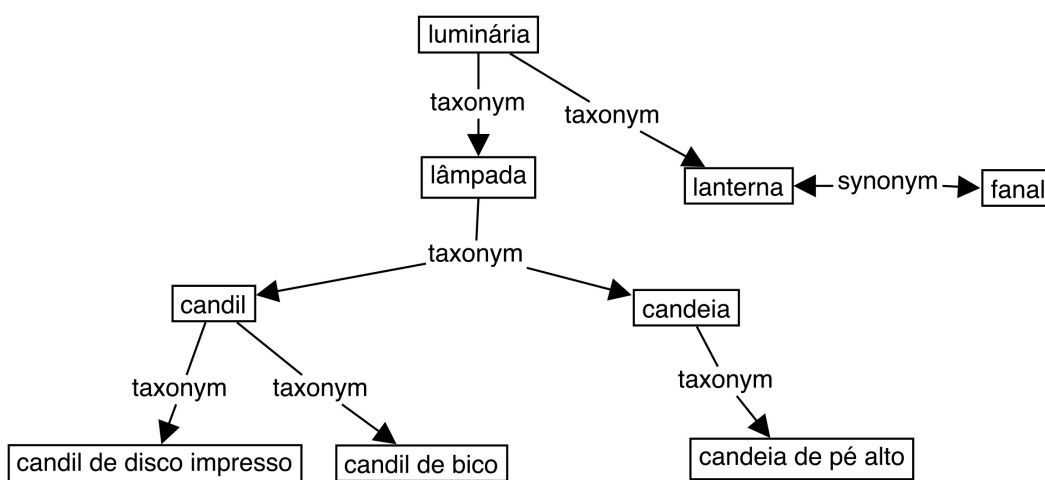 luminária
taxonym
taxonym
lâmpada
lanterna
synonym
fanal
taxonym
candil
candeia
taxonym
taxonym
taxonym
candil de disco impresso
candil de bico
candeia de pé alto